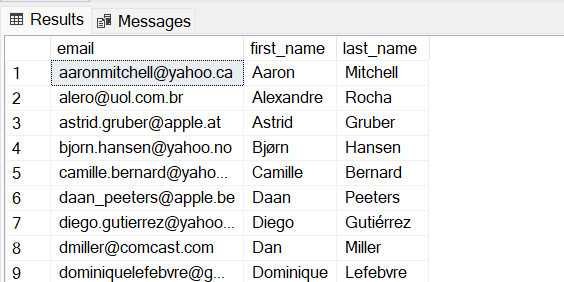 Results Messages
email first_name last_name
1 aaronmitchell@yahoo.ca Aaron Mitchell
2 alero@uol.com.br Alexandre Rocha
3 astrid.gruber@apple.at Astrid Gruber
4 bjorn.hansen@yahoo.no Bjørn Hansen
5 camille.bernard@yaho... Camille Bernard
6 daan_peeters@apple.be Daan Peeters
7 diego.gutierrez@yahoo... Diego Gutiérrez
8 dmiller@comcast.com Dan Miller
9 dominiquelefebvre@g... Dominique Lefebvre